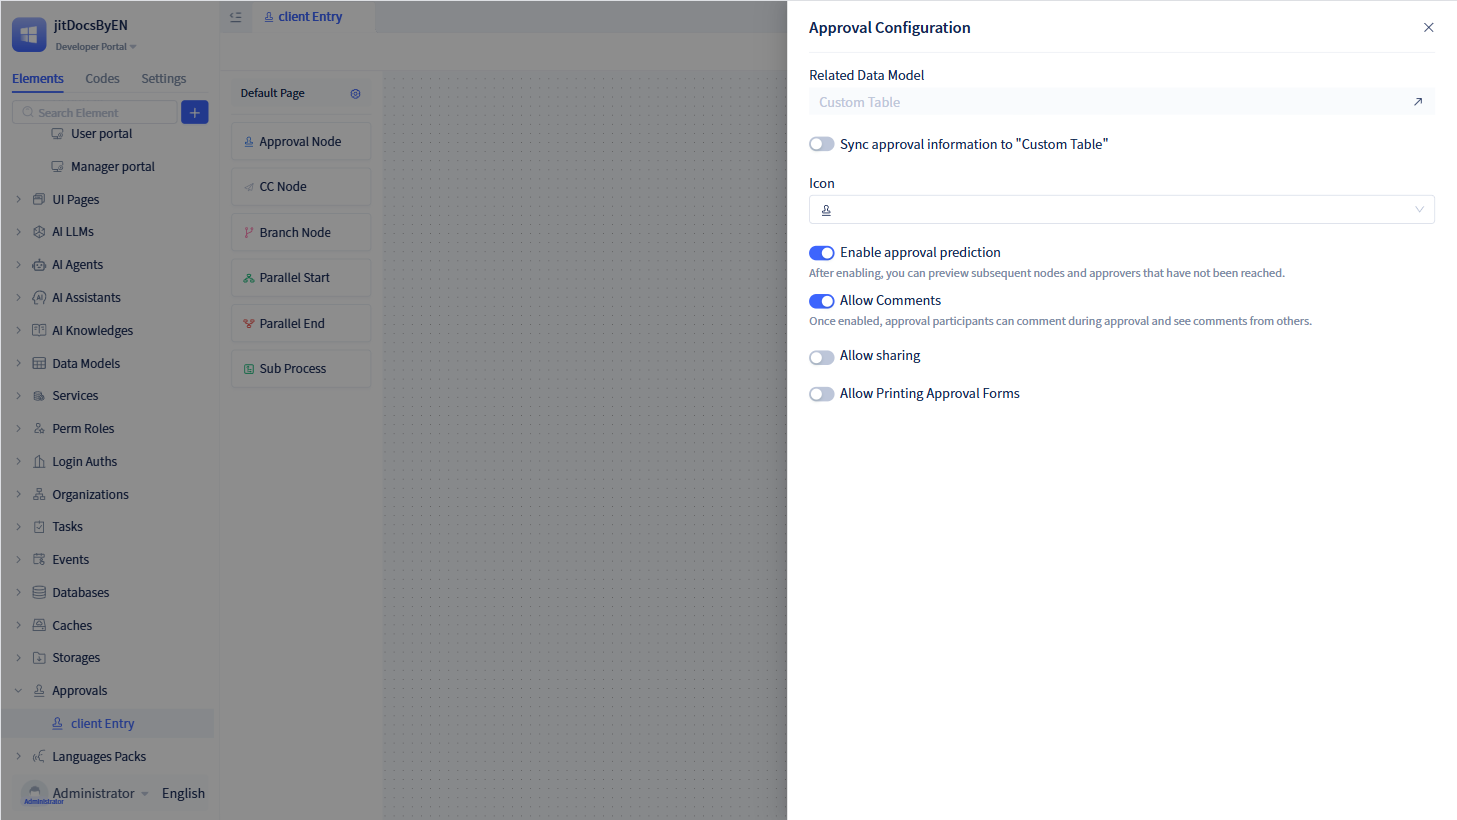 jitDocsByEN
Developer Portal
Elements
Codes
Settings
Search Element
User portal
Manager portal
UI Pages
AI LLMs
AI Agents
AI Assistants
AI Knowledges
Data Models
Services
Perm Roles
Login Auths
Organizations
Tasks
Events
Databases
Caches
Storages
Approvals
client Entry
Languages Packs
Administrator
Administrator
English
client Entry
Default Page
Approval Node
CC Node
Branch Node
Parallel Start
Parallel End
Sub Process
Approval Configuration
Related Data Model
Custom Table
Sync approval information to "Custom Table"
Icon
Enable approval prediction
After enabling, you can preview subsequent nodes and approvers that have not been reached.
Allow Comments
Once enabled, approval participants can comment during approval and see comments from others.
Allow sharing
Allow Printing Approval Forms